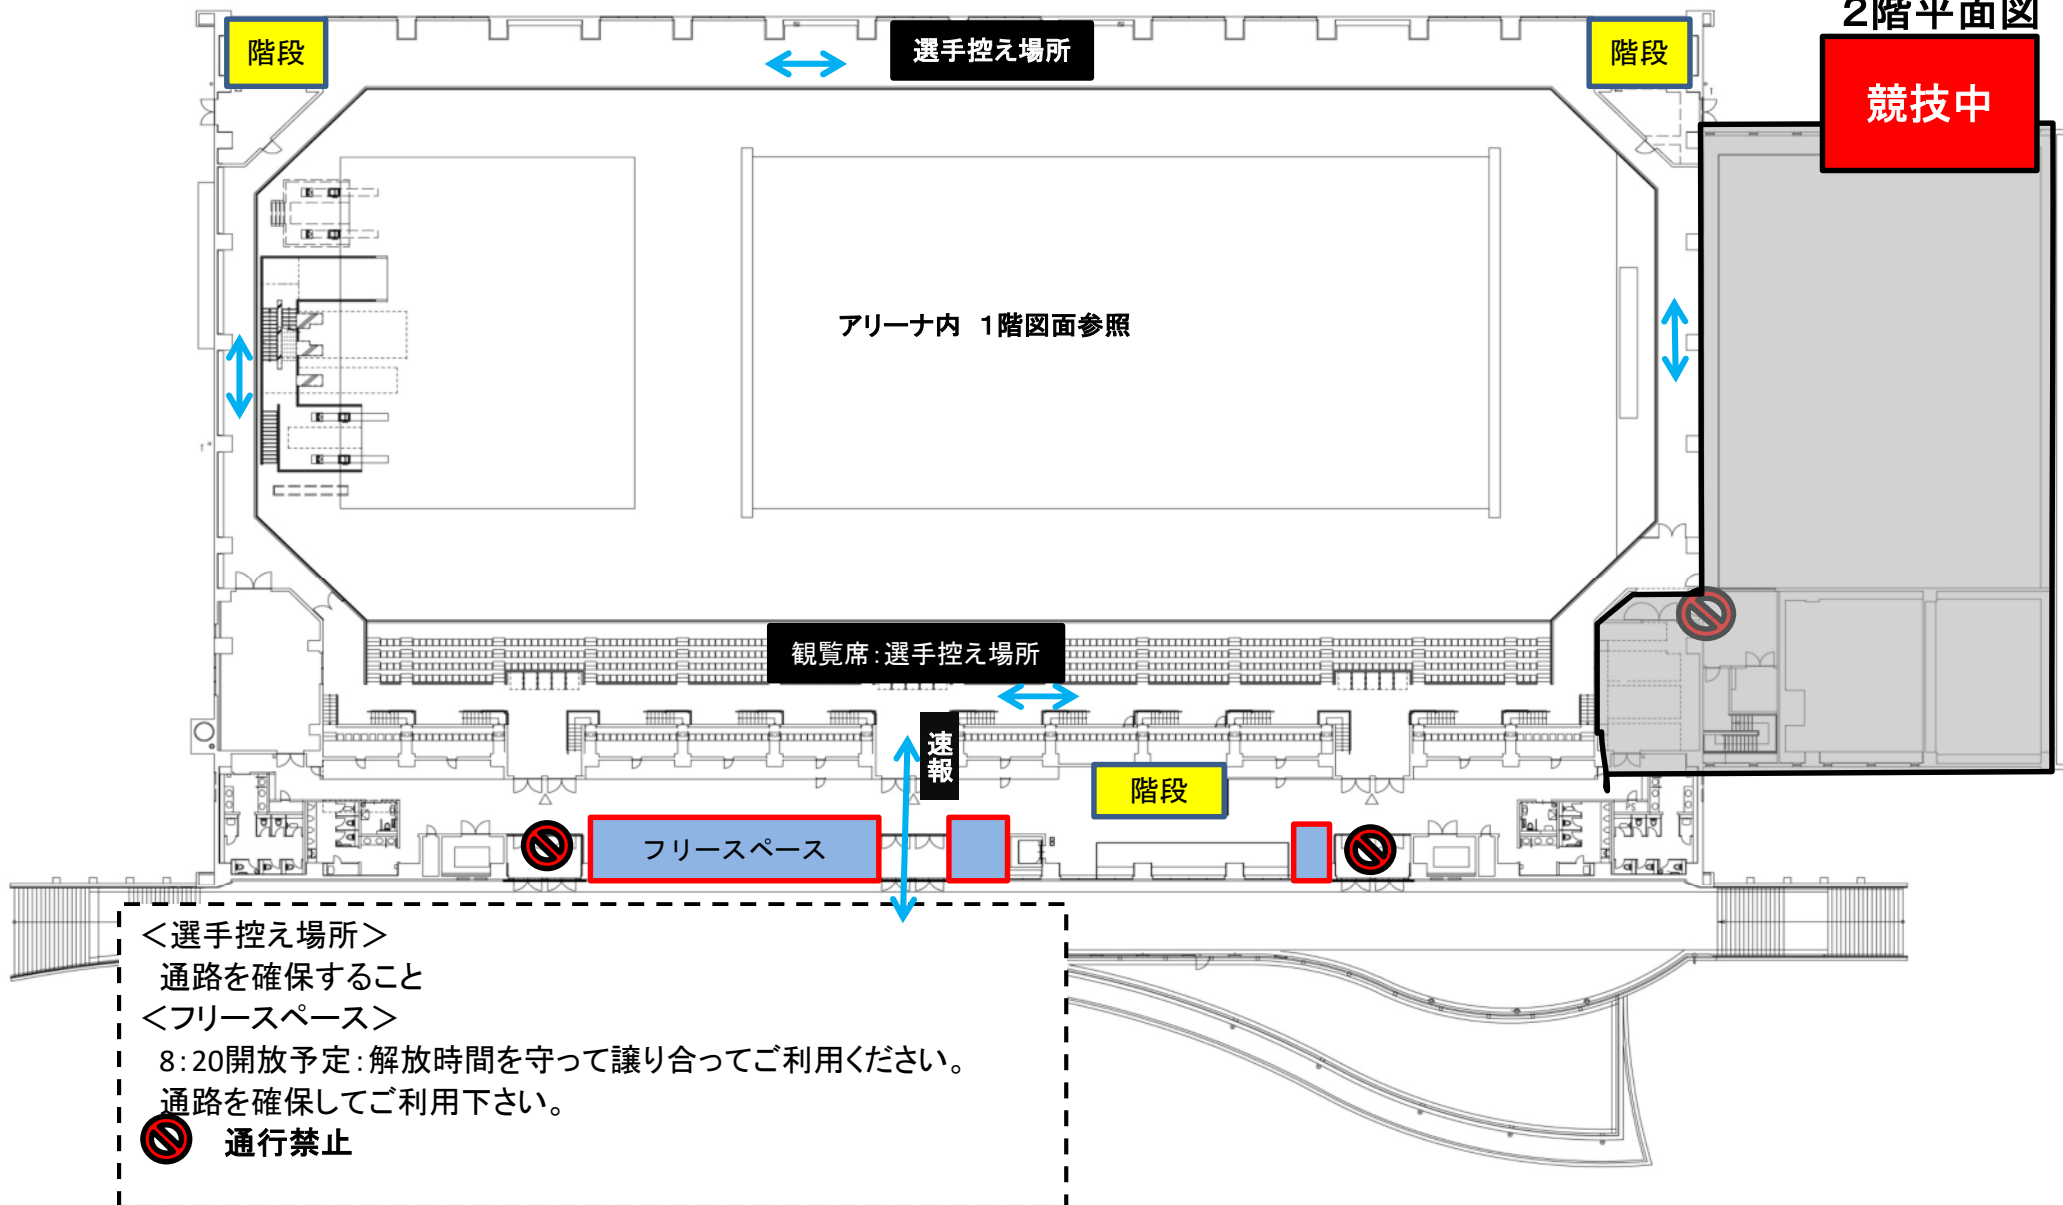 2階平面図
競技中
階段
選手控え場所
階段
アリーナ内　1階図面参照
観覧席：選手控え場所
速報
階段
フリースペース
PS
＜選手控え場所＞
通路を確保すること
＜フリースペース＞
8：20開放予定：解放時間を守って譲り合ってご利用ください。
通路を確保してご利用下さい。
通行禁止